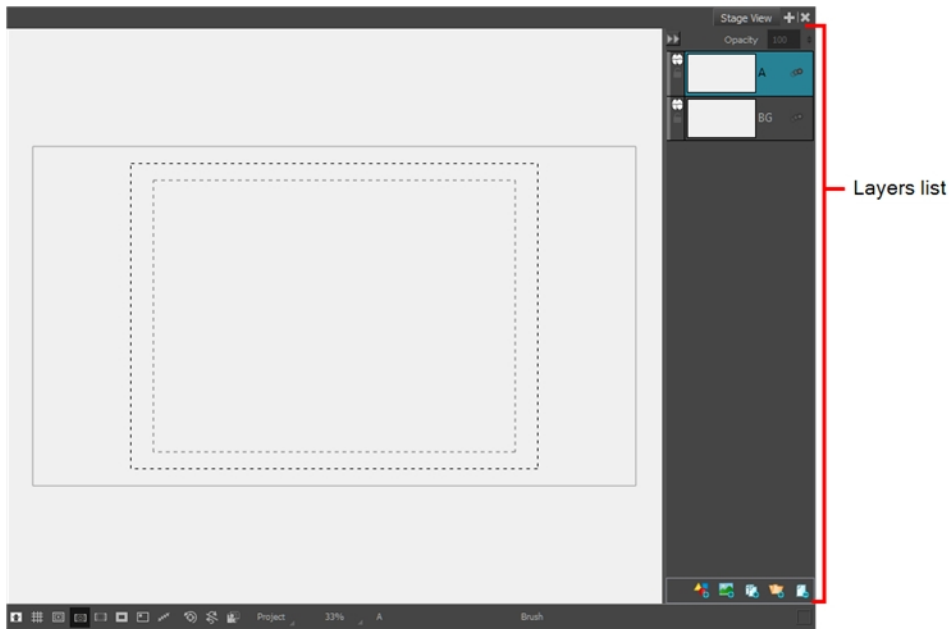 Stage View
Opacity 100
A
BG
Layers list
Project 33% A Brush